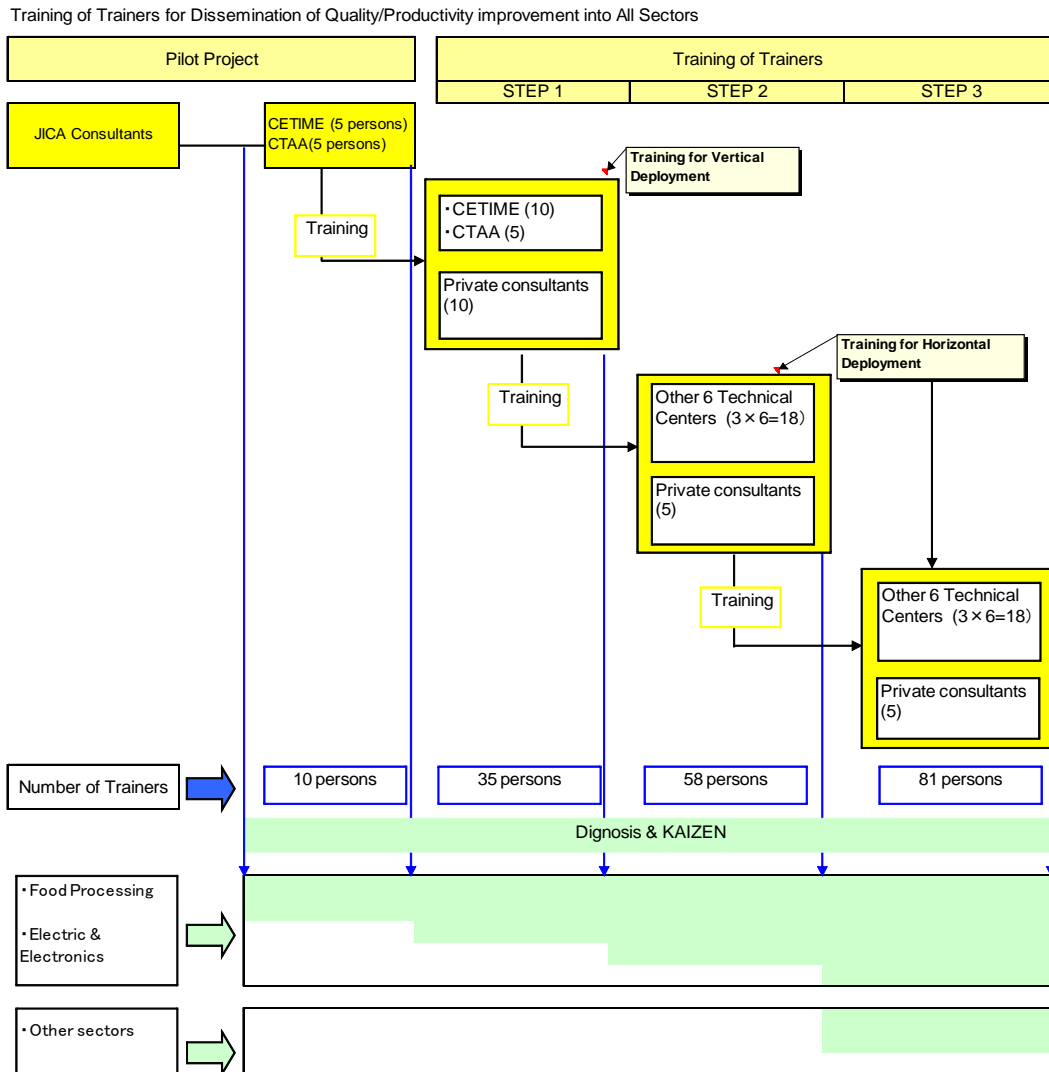 Training of Trainers for Dissemination of Quality/Productivity improvement into All Sectors
Pilot Project
Training of Trainers
STEP 1
STEP 2
STEP 3
JICA Consultants
CETIME (5 persons)
CTAA(5 persons)
Training for Vertical
Deployment
Training
・CETIME (10)
・CTAA (5)
Private consultants
(10)
Training for Horizontal
Deployment
Training
Other 6 Technical
Centers (3×6=18)
Private consultants
(5)
Training
Other 6 Technical
Centers (3×6=18)
Private consultants
(5)
Number of Trainers
10 persons
35 persons
58 persons
81 persons
Dignosis & KAIZEN
・Food Processing
・Electric &
Electronics
・Other sectors